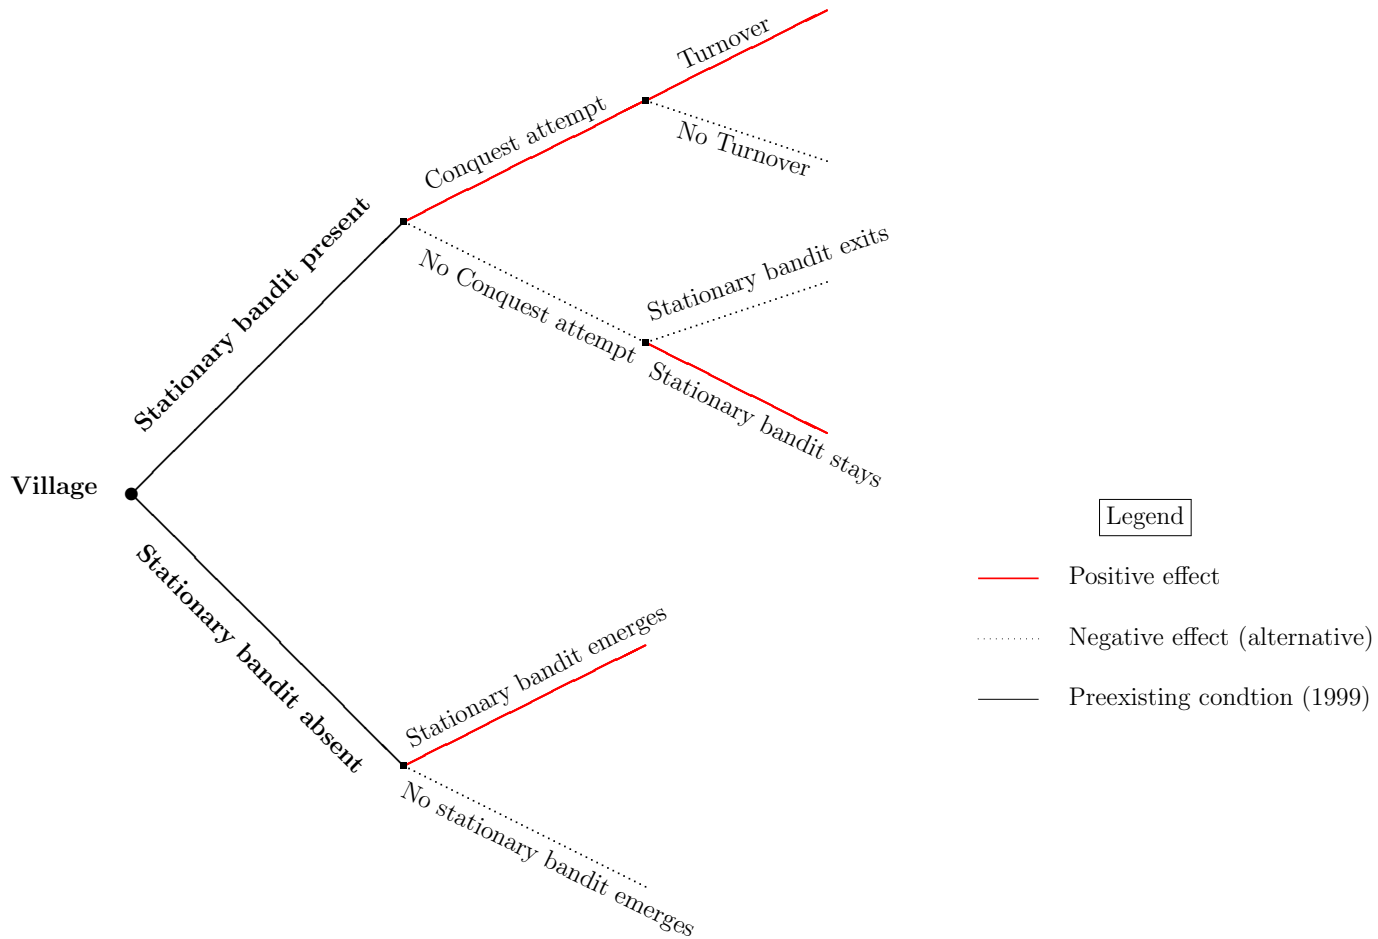 Turnover
Conquest attempt
No Turnover
Stationary bandit present
No Conquest attempt
Stationary bandit exits
Stationary bandit stays
Village
Stationary bandit absent
Stationary bandit emerges
No stationary bandit emerges
Legend
Positive effect
Negative effect (alternative)
Preexisting condtion (1999)